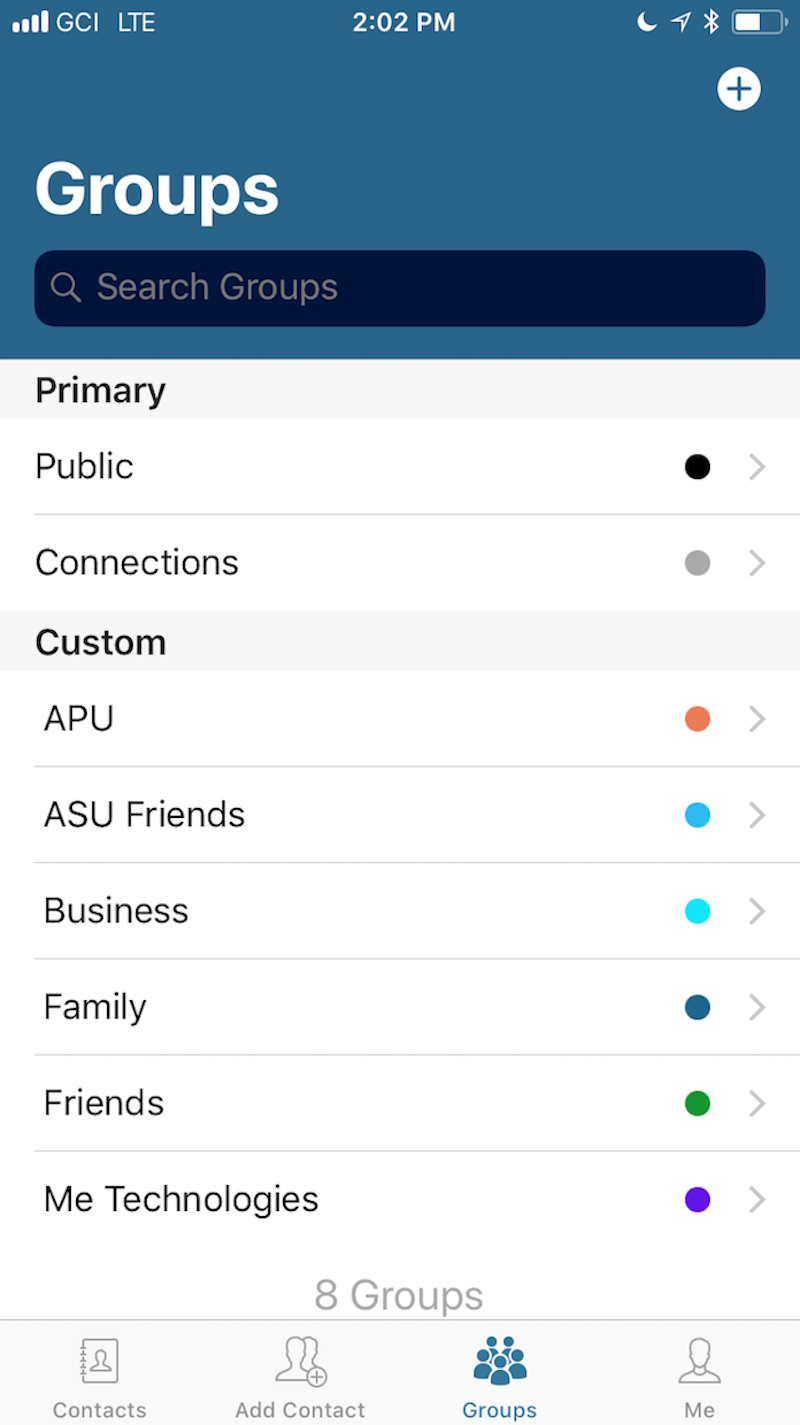 GCI LTE 2:02 PM
Groups
Search Groups
Primary
Public
Connections
Custom
APU
ASU Friends
Business
Family
Friends
Me Technologies
8 Groups
Contacts Add Contact Groups Me